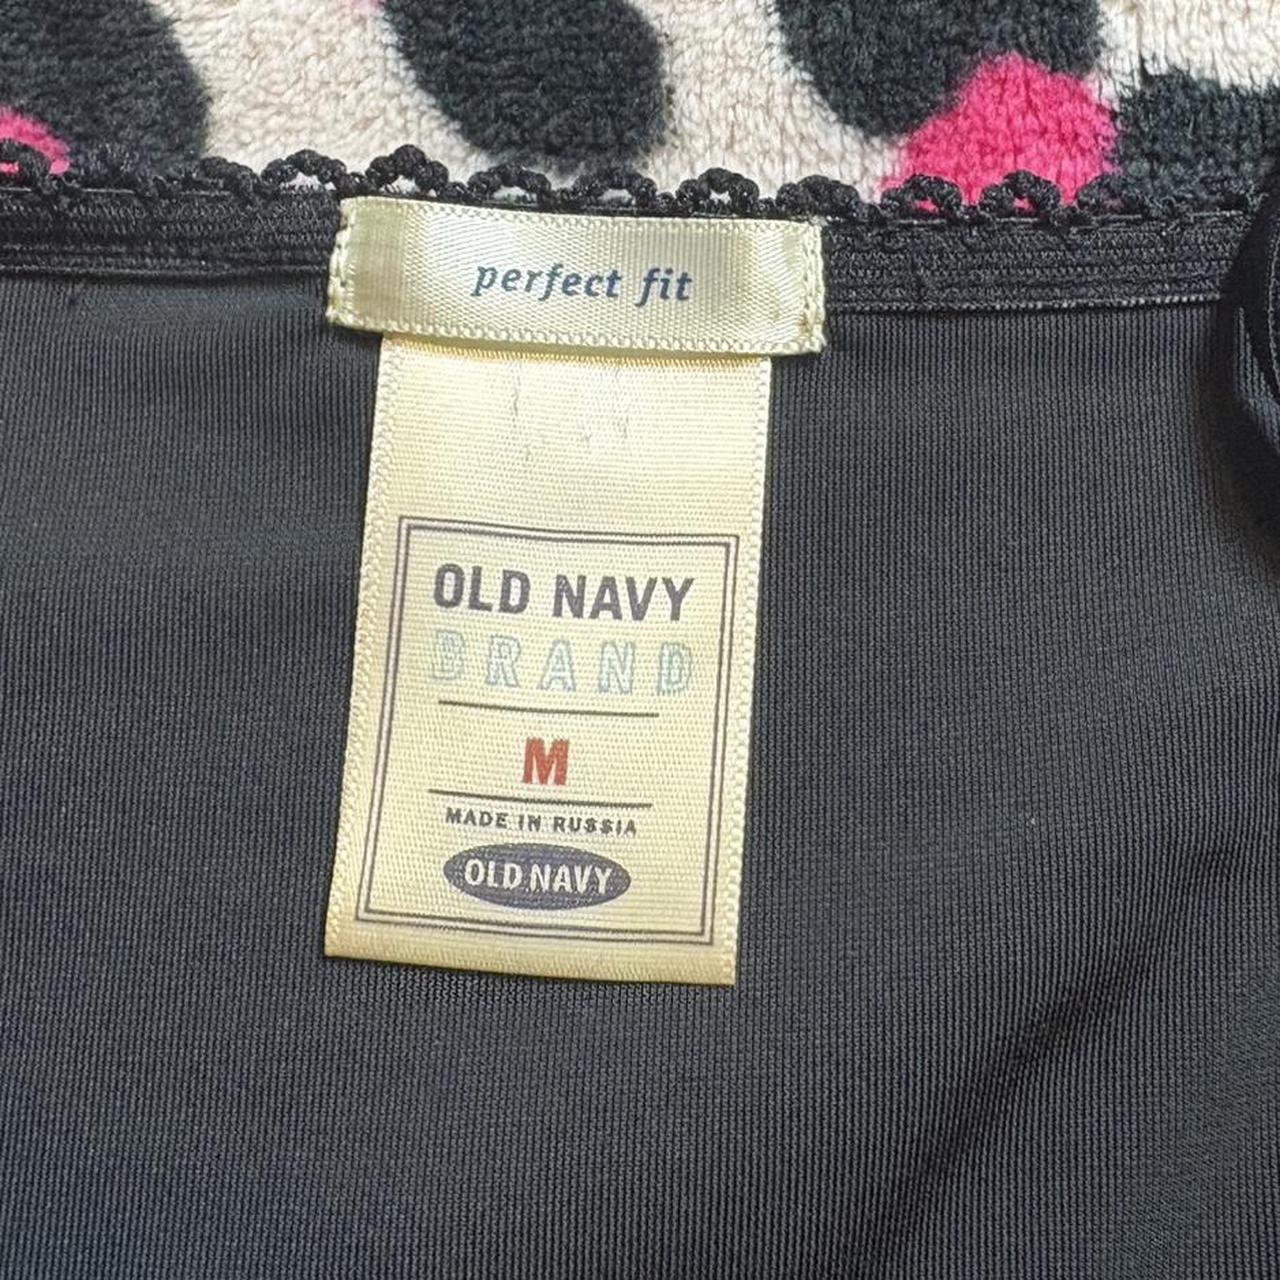 perfect fit
OLD NAVY
BRAND
M
MADE IN RUSSIA
OLD NAVY